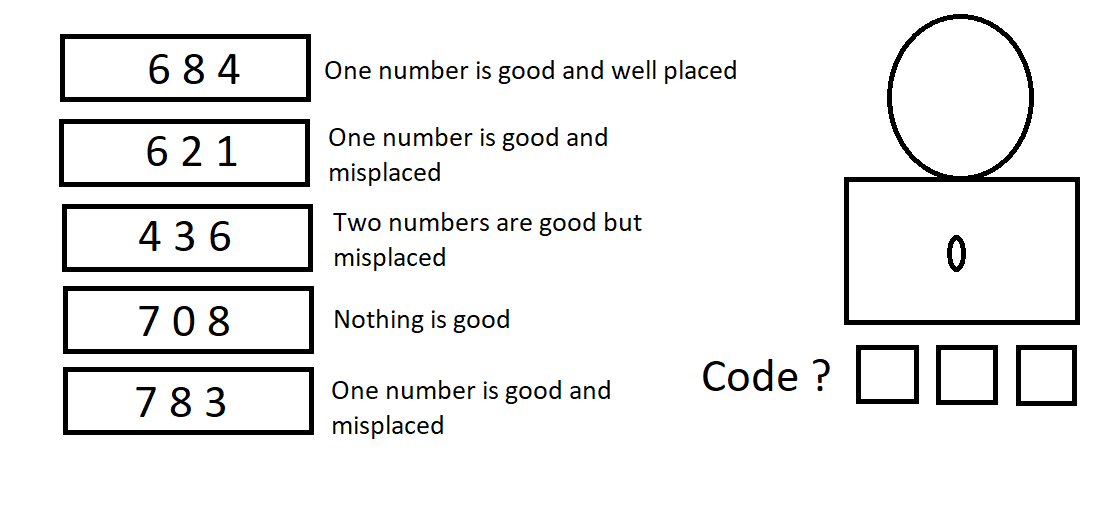 6 8 4 One number is good and well placed
6 2 1 One number is good and
misplaced
4 3 6 Two numbers are good but
misplaced
7 0 8 Nothing is good
7 8 3 One number is good and
misplaced
Code ?